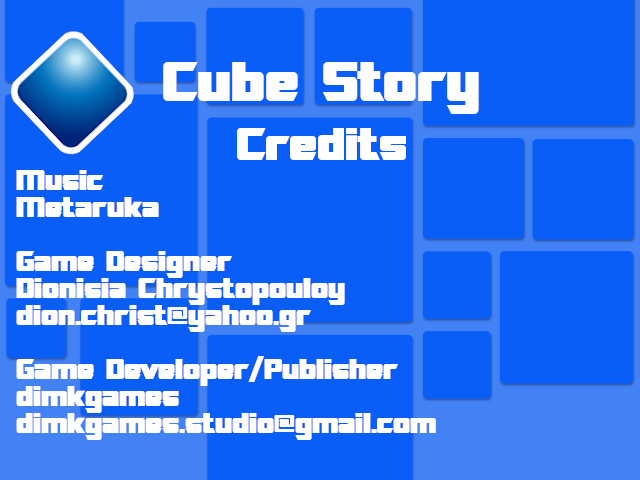 Cube Story
Credits
Music
Metaruka
Game Designer
Dionisia Chrystopouloy
dion.christ@yahoo.gr
Game Developer/Publisher
dimkgames
dimkgames.studio@gmail.com